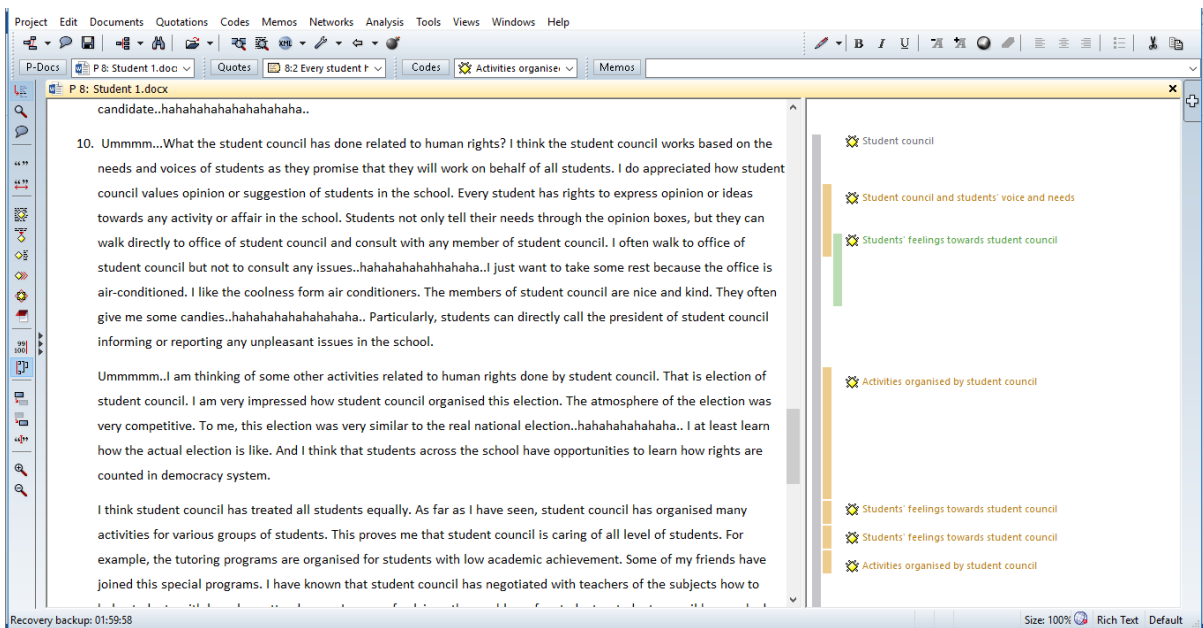 Project Edit Documents Quotations Codes Memos Networks Analysis Tools Views Windows Help
P-Docs P 8: Student 1.doc Quotes 8:2 Every student Codes Activities organise Memos
P 8: Student 1.docx
candidate..hahahahahahahahaha..
10. Ummmm...What the student council has done related to human rights? I think the student council works based on the
needs and voices of students as they promise that they will work on behalf of all students. I do appreciated how student
council values opinion or suggestion of students in the school. Every student has rights to express opinion or ideas
towards any activity or affair in the school. Students not only tell their needs through the opinion boxes, but they can
walk directly to office of student council and consult with any member of student council. I often walk to office of
student council but not to consult any issues..hahahahahahhahaha..I just want to take some rest because the office is
air-conditioned. I like the coolness form air conditioners. The members of student council are nice and kind. They often
give me some candies..hahahahahahahaha.. Particularly, students can directly call the president of student council
informing or reporting any unpleasant issues in the school.
Ummmmm..I am thinking of some other activities related to human rights done by student council. That is election of
student council. I am very impressed how student council organised this election. The atmosphere of the election was
very competitive. To me, this election was very similar to the real national election..hahahahahahaha.. I at least learn
how the actual election is like. And I think that students across the school have opportunities to learn how rights are
counted in democracy system.
I think student council has treated all students equally. As far as I have seen, student council has organised many
activities for various groups of students. This proves me that student council is caring of all level of students. For
example, the tutoring programs are organised for students with low academic achievement. Some of my friends have
joined this special programs. I have known that student council has negotiated with teachers of the subjects how to
Student council
Student council and students' voice and needs
Students' feelings towards student council
Activities organised by student council
Students' feelings towards student council
Students' feelings towards student council
Activities organised by student council
Recovery backup: 01:59:58 Size: 100% Rich Text Default